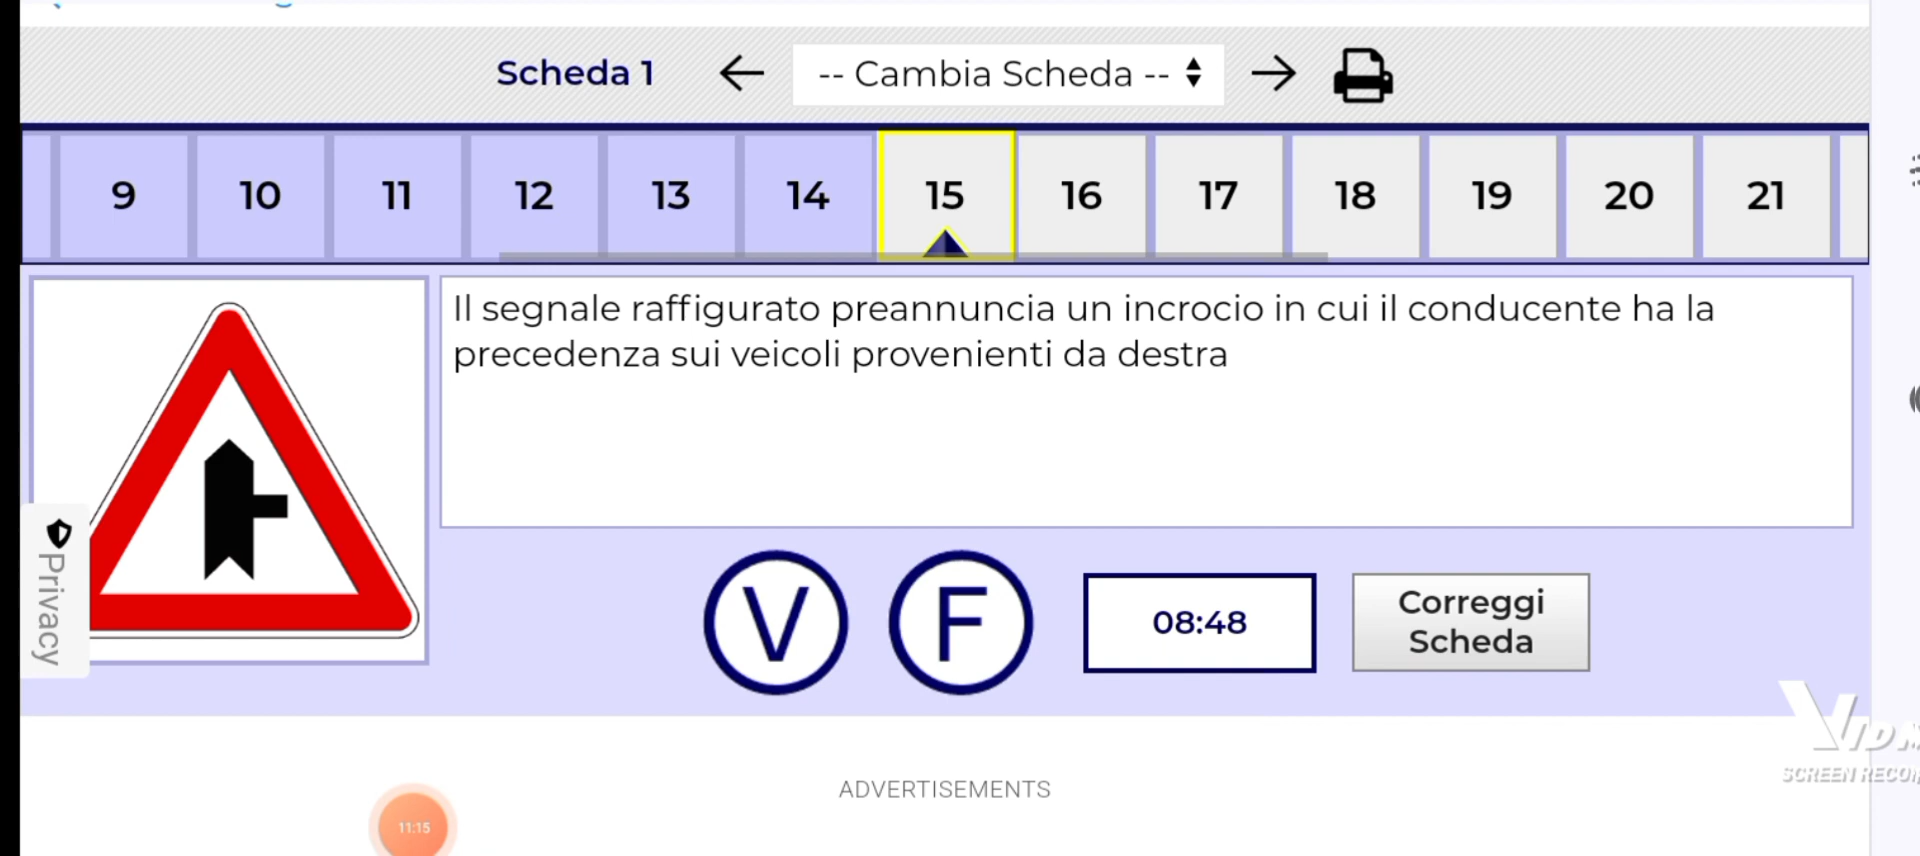 Scheda 1
-- Cambia Scheda --
9 10 11 12 13 14 15 16 17 18 19 20 21
Il segnale raffigurato preannuncia un incrocio in cui il conducente ha la
precedenza sui veicoli provenienti da destra
Privacy
V F 08:48 Correggi
Scheda
ADVERTISEMENTS
SCREEN
11:15